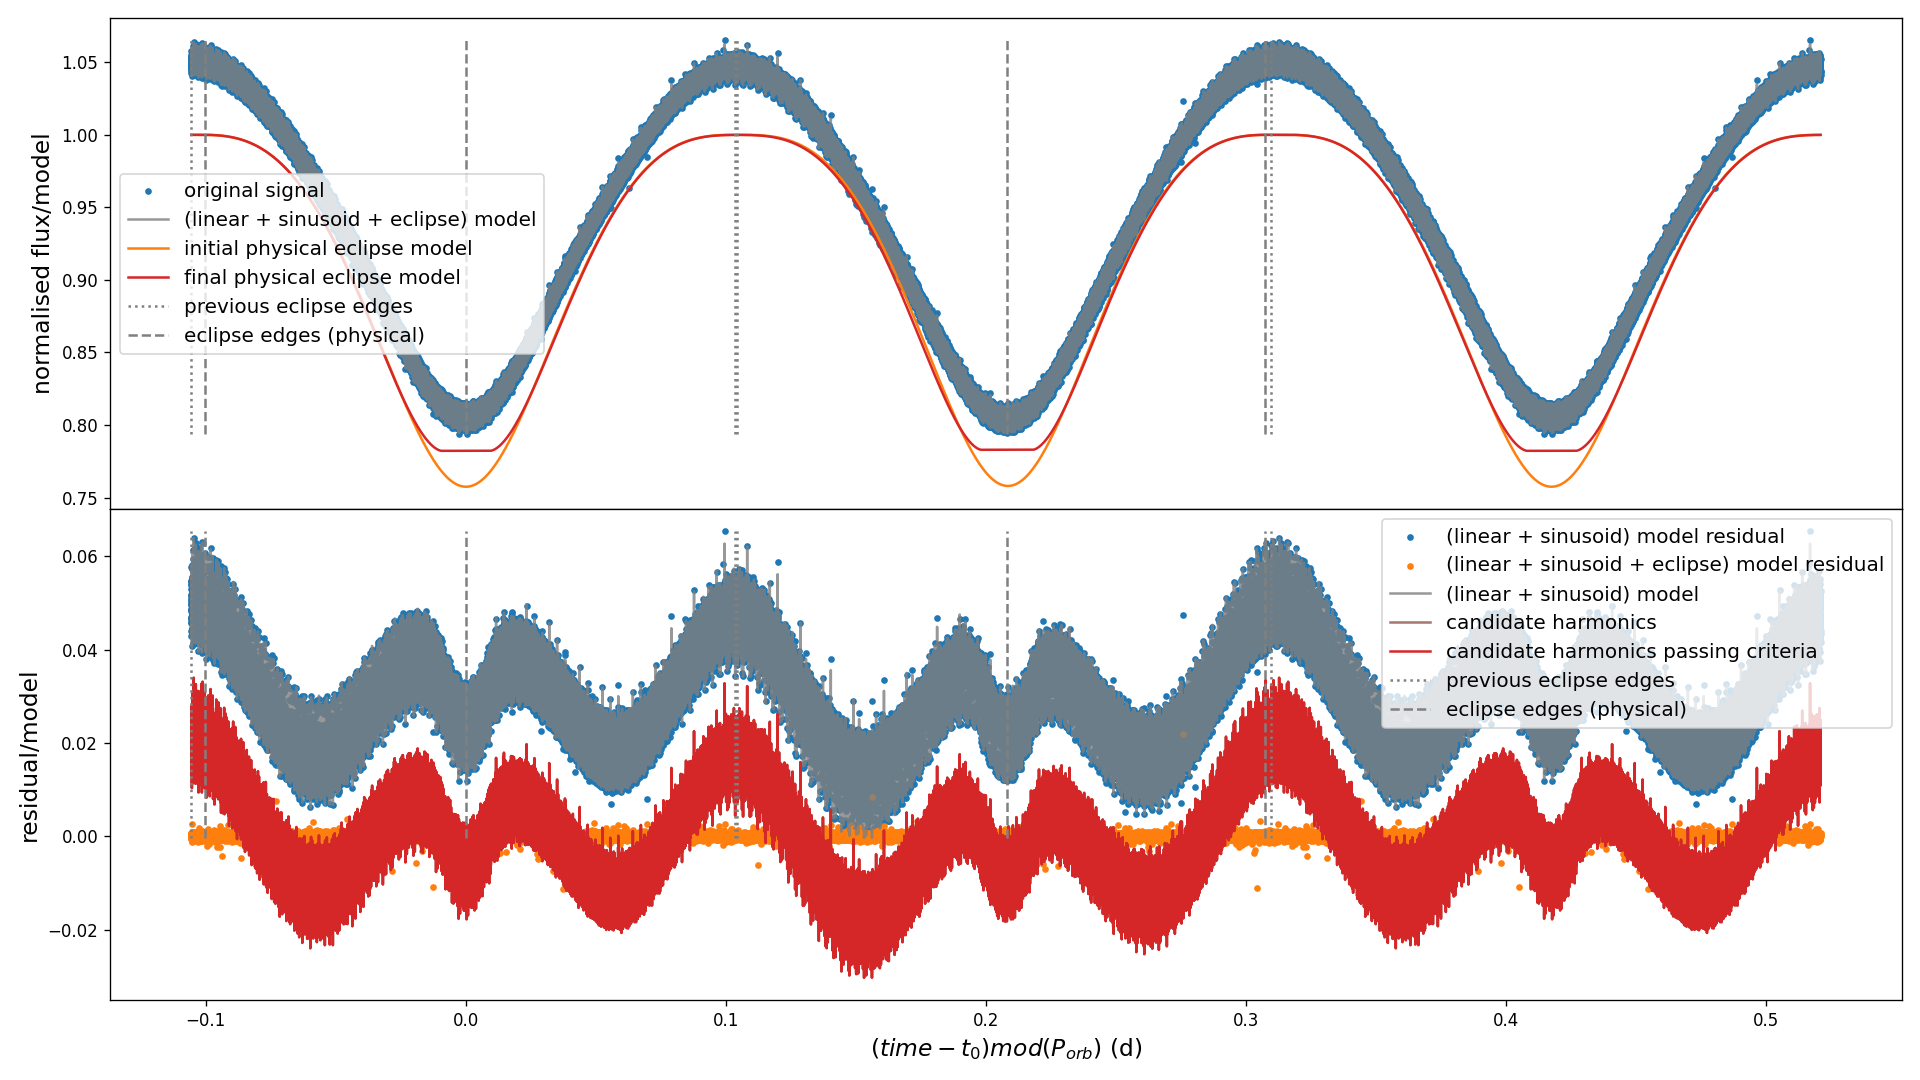 1.05
1.00
0.95
0.90
0.85
0.80
0.75
normalised flux/model
original signal
(linear + sinusoid + eclipse) model
initial physical eclipse model
final physical eclipse model
previous eclipse edges
eclipse edges (physical)
0.06
0.04
0.02
0.00
−0.02
residual/model
(linear + sinusoid) model residual
(linear + sinusoid + eclipse) model residual
(linear + sinusoid) model
candidate harmonics
candidate harmonics passing criteria
previous eclipse edges
eclipse edges (physical)
−0.1 0.0 0.1 0.2 0.3 0.4 0.5
(time − t₀)mod(Pₒᵣb) (d)